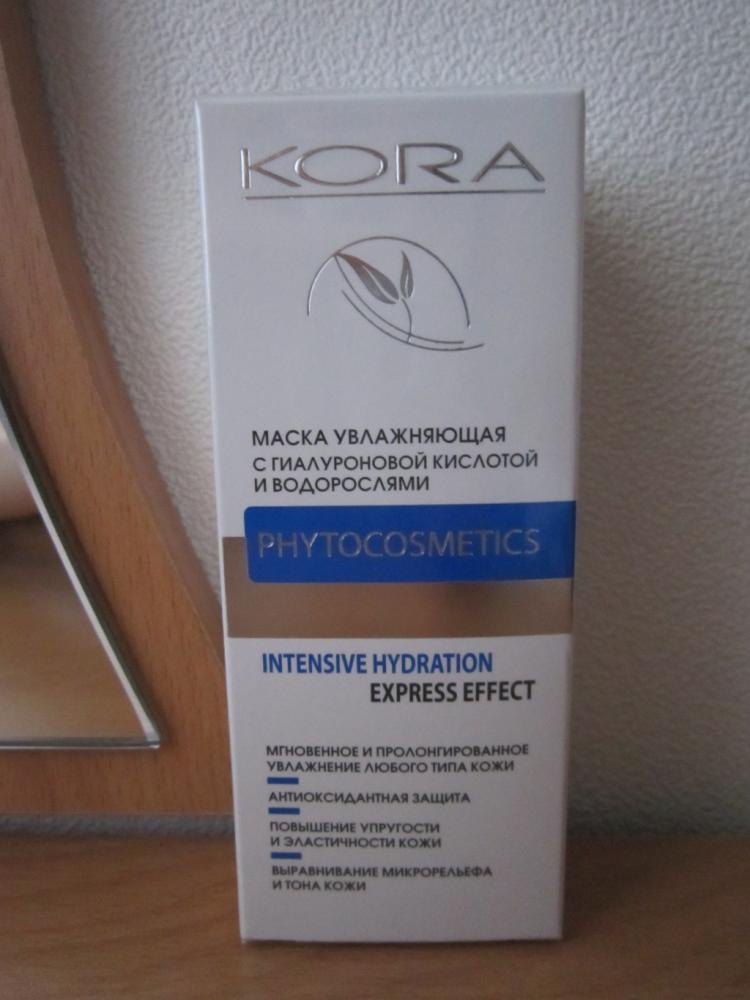 KORA
МАСКА УВЛАЖНЯЮЩАЯ
С ГИАЛУРОНОВОЙ КИСЛОТОЙ
И ВОДОРОСЛЯМИ
PHYTOCOSMETICS
INTENSIVE HYDRATION
EXPRESS EFFECT
МГНОВЕННОЕ И ПРОЛОНГИРОВАННОЕ
УВЛАЖНЕНИЕ ЛЮБОГО ТИПА КОЖИ
АНТИОКСИДАНТНАЯ ЗАЩИТА
ПОВЫШЕНИЕ УПРУГОСТИ
И ЭЛАСТИЧНОСТИ КОЖИ
ВЫРАВНИВАНИЕ МИКРОРЕЛЬЕФА
И ТОНА КОЖИ